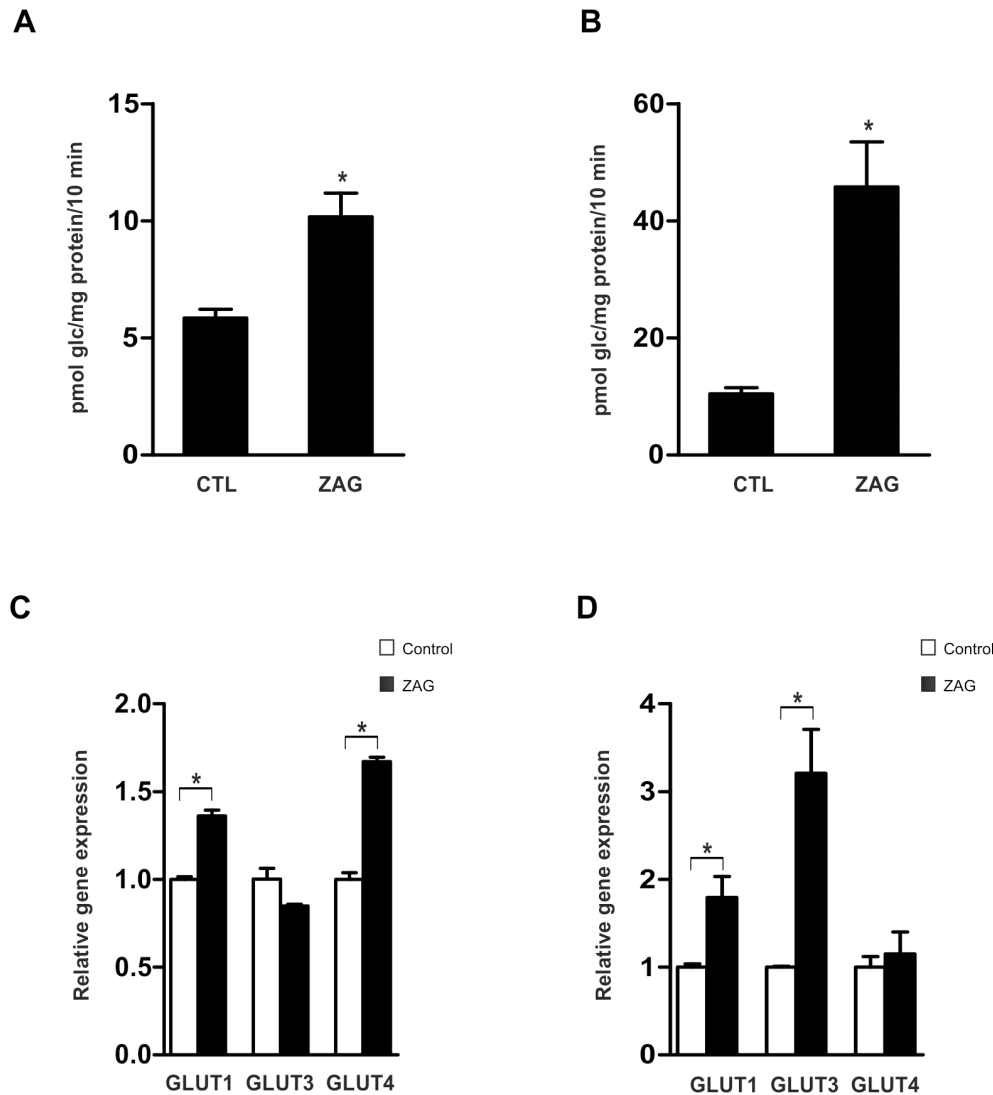 A
pmol glc/mg protein/10 min
15
10
5
0
*
CTL
ZAG
B
pmol glc/mg protein/10 min
60
40
20
0
*
CTL
ZAG
C
Control
ZAG
Relative gene expression
2.0
1.5
1.0
0.5
0.0
*
*
GLUT1 GLUT3 GLUT4
D
Control
ZAG
Relative gene expression
4
3
2
1
0
*
*
GLUT1 GLUT3 GLUT4